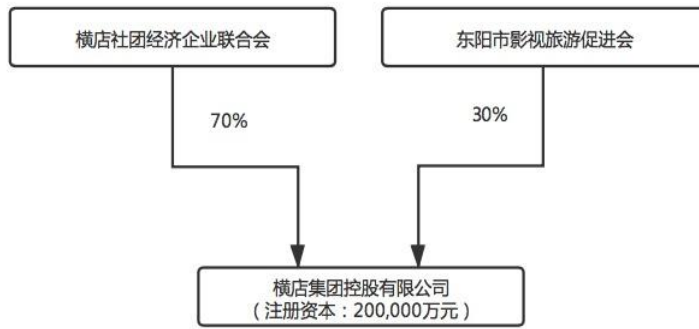 横店社团经济企业联合会
东阳市影视旅游促进会
70%
30%
横店集团控股有限公司
（注册资本：200,000万元）